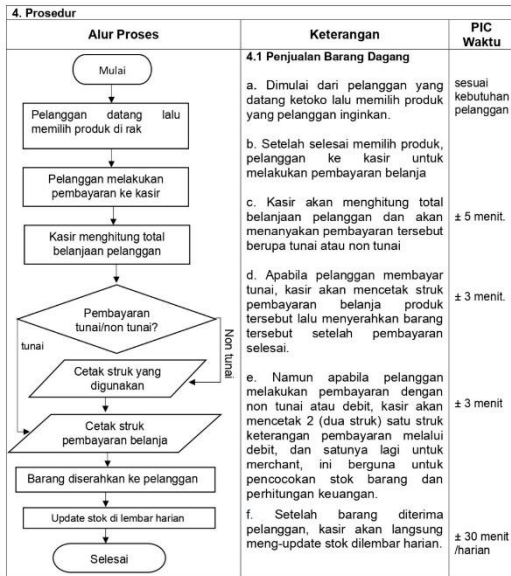 4. Prosedur
Alur Proses
Keterangan
PIC
Waktu
Mulai
Pelanggan datang lalu
memilih produk di rak
Pelanggan melakukan
pembayaran ke kasir
Kasir menghitung total
belanjaan pelanggan
Pembayaran
tunai/non tunai?
tunai
Non tunai
Cetak struk yang
digunakan
Cetak struk
pembayaran belanja
Barang diserahkan ke pelanggan
Update stok di lembar harian
Selesai
4.1 Penjualan Barang Dagang
a. Dimulai dari pelanggan yang
datang ketoko lalu memilih produk
yang pelanggan inginkan.
b. Setelah selesai memilih produk,
pelanggan ke kasir untuk
melakukan pembayaran belanja
c. Kasir akan menghitung total
belanjaan pelanggan dan akan
menanyakan pembayaran tersebut
berupa tunai atau non tunai
d. Apabila pelanggan membayar
tunai, kasir akan mencetak struk
pembayaran belanja produk
tersebut lalu menyerahkan barang
tersebut setelah pembayaran
selesai.
e. Namun apabila pelanggan
melakukan pembayaran dengan
non tunai atau debit, kasir akan
mencetak 2 (dua struk) satu struk
keterangan pembayaran melalui
debit, dan satunya lagi untuk
merchant, ini berguna untuk
pencocokan stok barang dan
perhitungan keuangan.
f. Setelah barang diterima
pelanggan, kasir akan langsung
meng-update stok dilembar harian.
sesuai
kebutuhan
pelanggan
± 5 menit.
± 3 menit.
± 3 menit
± 30 menit
/harian